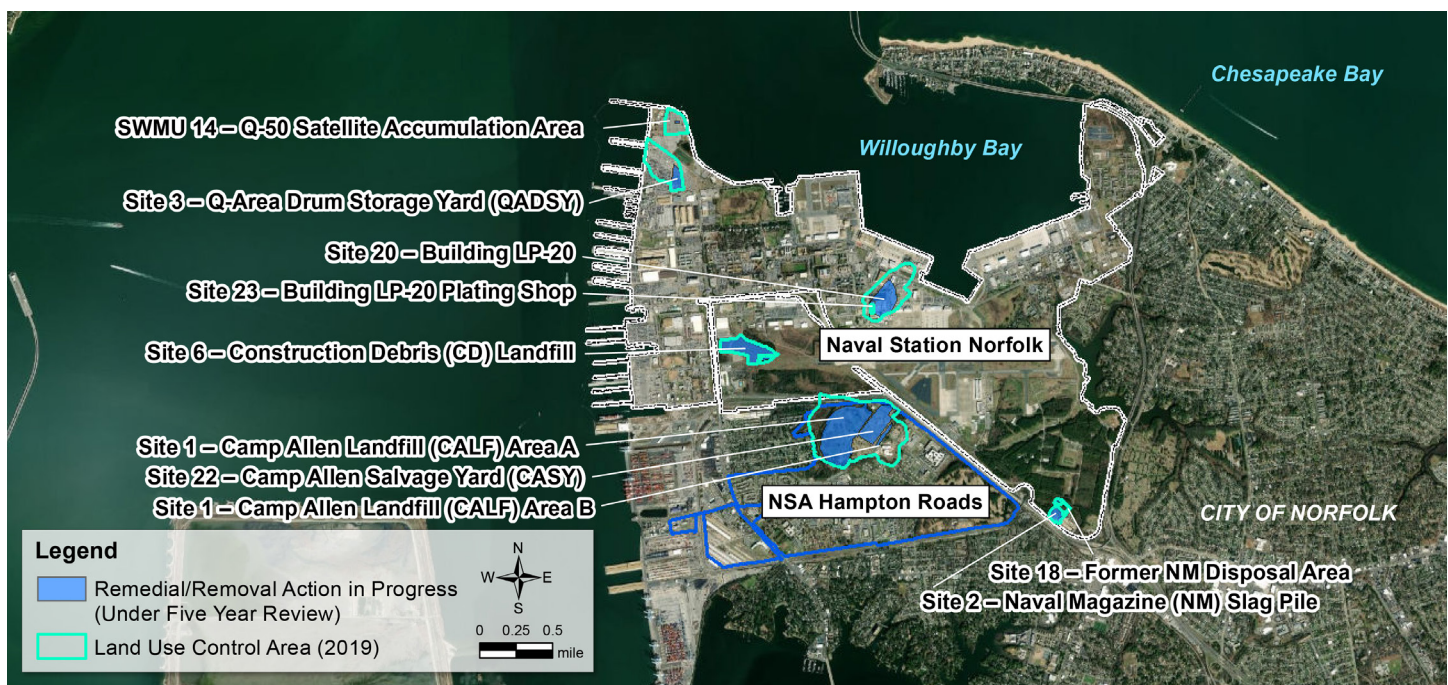 Chesapeake Bay
SWMU 14 – Q-50 Satellite Accumulation Area
Willoughby Bay
Site 3 – Q-Area Drum Storage Yard (QADSY)
Site 20 – Building LP-20
Site 23 – Building LP-20 Plating Shop
Naval Station Norfolk
Site 6 – Construction Debris (CD) Landfill
Site 1 – Camp Allen Landfill (CALF) Area A
Site 22 – Camp Allen Salvage Yard (CASY)
Site 1 – Camp Allen Landfill (CALF) Area B
NSA Hampton Roads
CITY OF NORFOLK
Site 18 – Former NM Disposal Area
Site 2 – Naval Magazine (NM) Slag Pile
Legend
Remedial/Removal Action in Progress
(Under Five Year Review)
Land Use Control Area (2019)
N
W E
S
0 0.25 0.5
mile